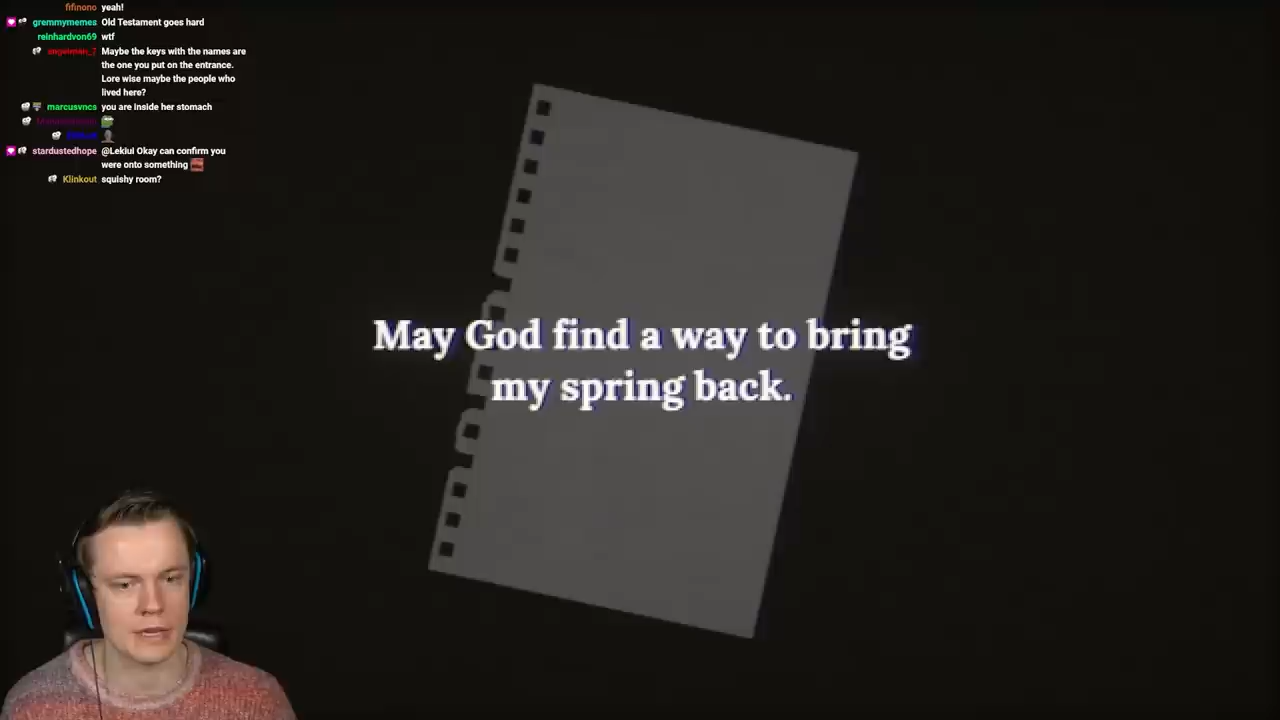 fifinono yeah!
gremmymemes Old Testament goes hard
reinhardvon69 wtf
angelman_7 Maybe the keys with the names are
the one you put on the entrance.
Lore wise maybe the people who
lived here?
marcusvncs you are inside her stomach
stardustedhope @Lekiul Okay can confirm you
were onto something
Klinkout squishy room?
May God find a way to bring
my spring back.